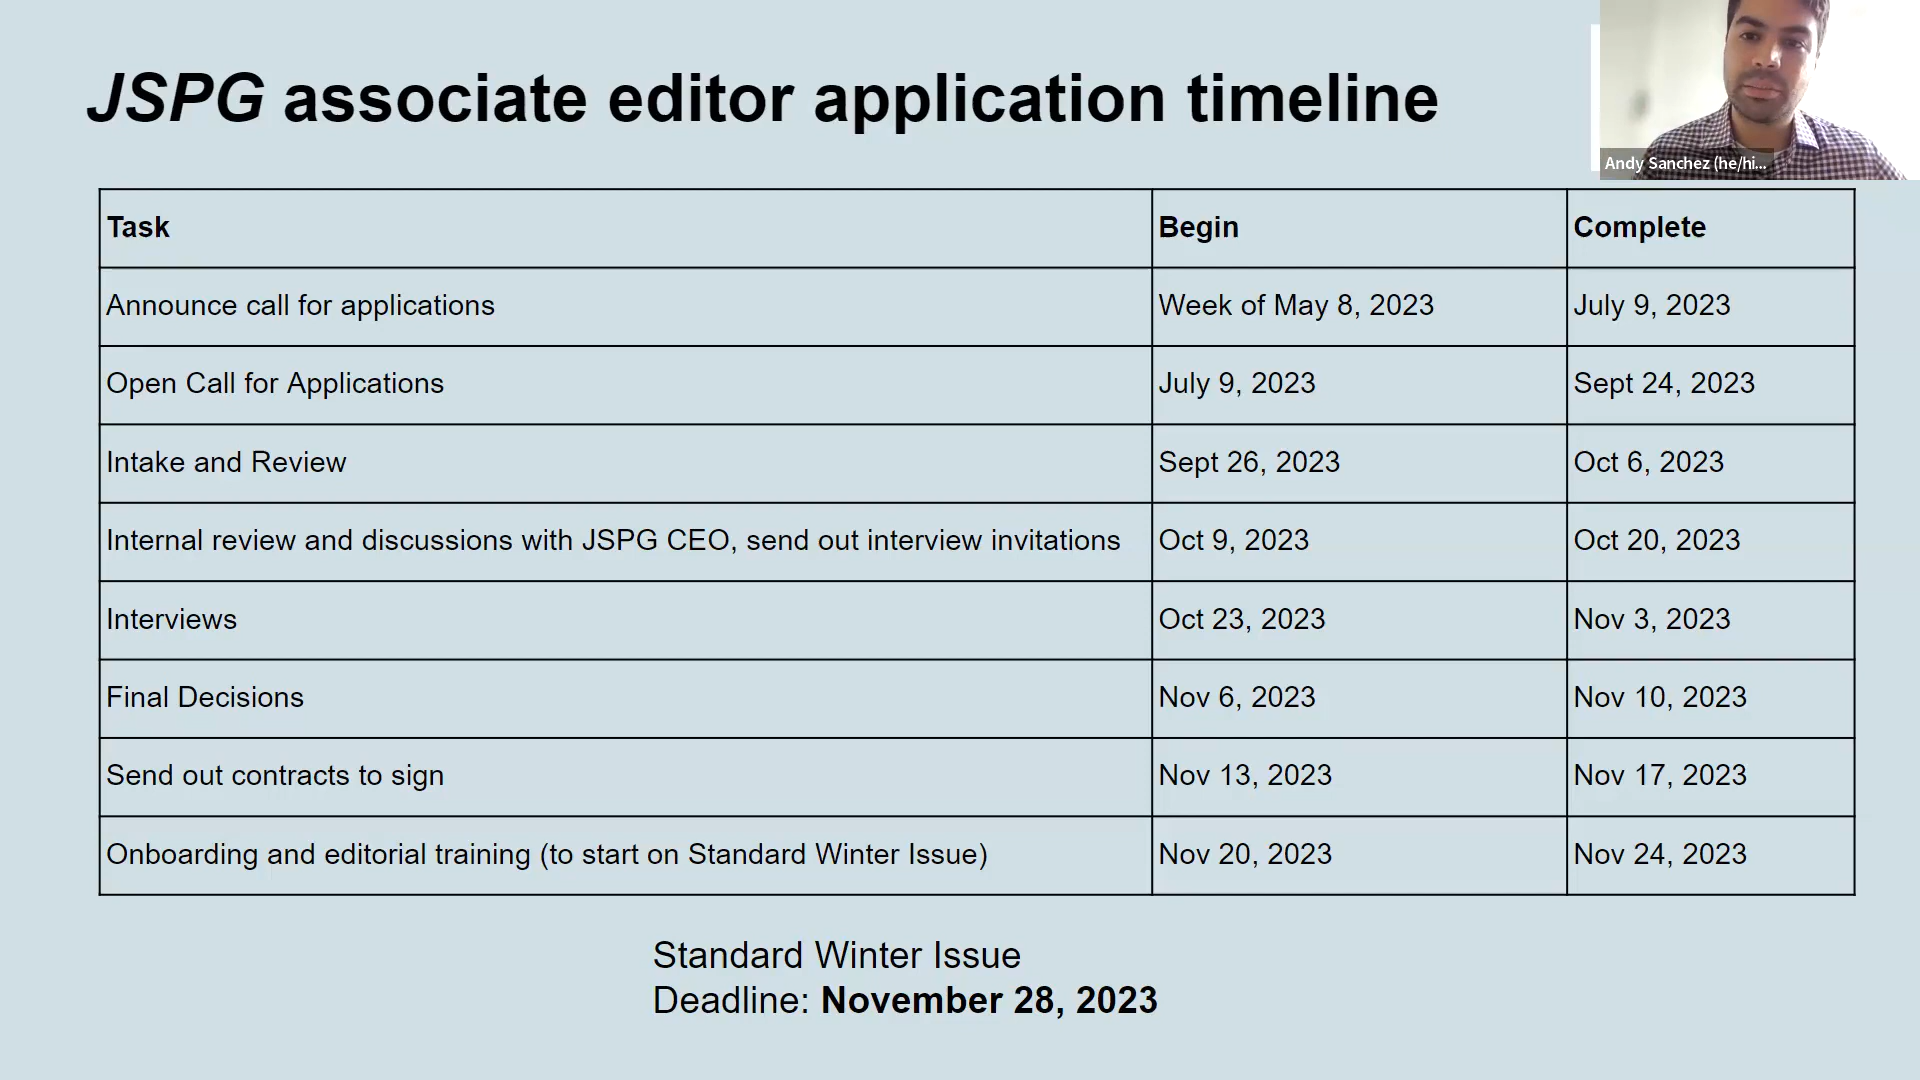 JSPG associate editor application timeline
Andy Sanchez (he/hi...
Task Begin Complete
Announce call for applications Week of May 8, 2023 July 9, 2023
Open Call for Applications July 9, 2023 Sept 24, 2023
Intake and Review Sept 26, 2023 Oct 6, 2023
Internal review and discussions with JSPG CEO, send out interview invitations Oct 9, 2023 Oct 20, 2023
Interviews Oct 23, 2023 Nov 3, 2023
Final Decisions Nov 6, 2023 Nov 10, 2023
Send out contracts to sign Nov 13, 2023 Nov 17, 2023
Onboarding and editorial training (to start on Standard Winter Issue) Nov 20, 2023 Nov 24, 2023
Standard Winter Issue
Deadline: November 28, 2023